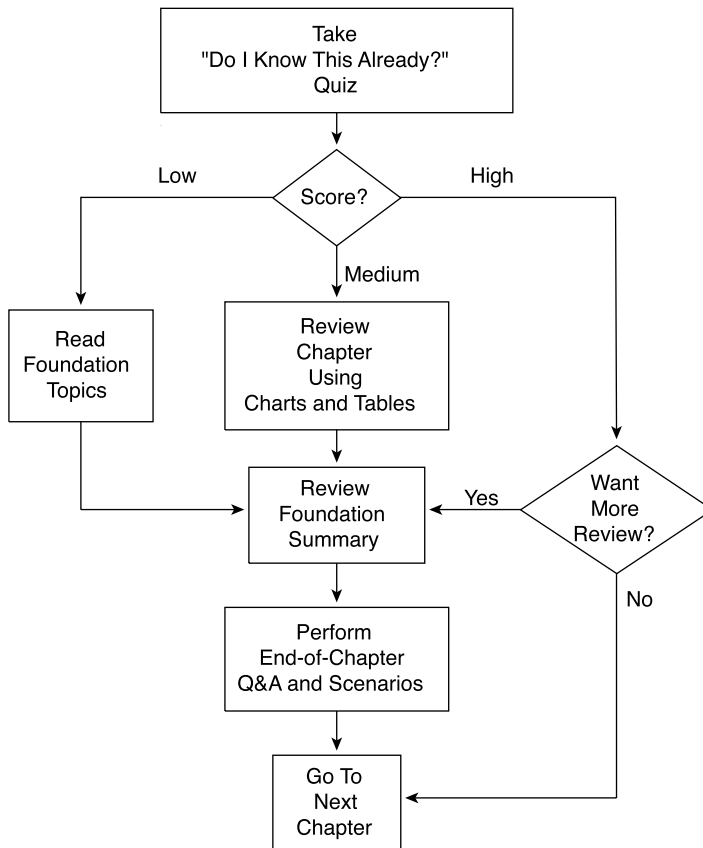 Take
"Do I Know This Already?"
Quiz
Low
Score?
High
Medium
Read
Foundation
Topics
Review
Chapter
Using
Charts and Tables
Review
Foundation
Summary
Yes
Want
More
Review?
No
Perform
End-of-Chapter
Q&A and Scenarios
Go To
Next
Chapter